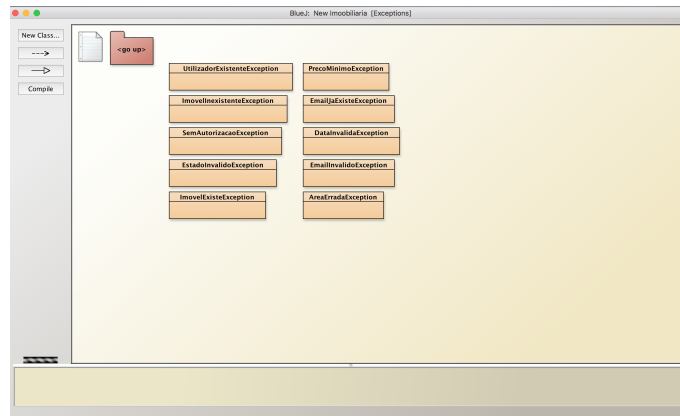 BlueJ: New Imoobiliaria [Exceptions]
New Class...
Compile
<go up>
UtilizadorExistenteException
PrecoMinimoException
ImovelInexistenteException
EmailJaExisteException
SemAutorizacaoException
DataInvalidaException
EstadoInvalidoException
EmailInvalidoException
ImovelExisteException
AreaErradaException